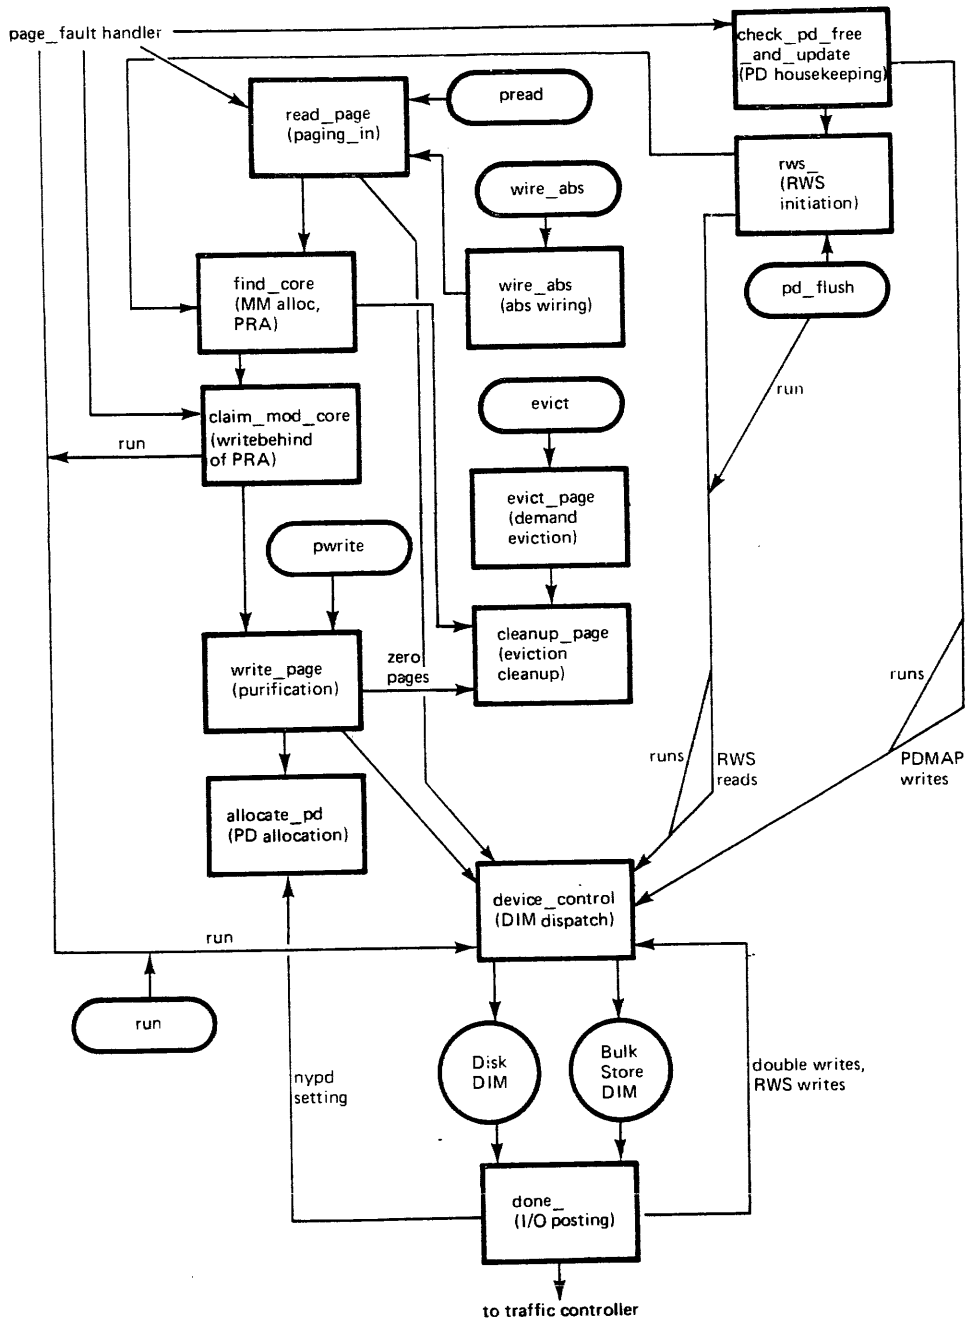 page_fault handler
check_pd_free
_and_update
(PD housekeeping)
read_page
(paging_in)
pread
rws_
(RWS
initiation)
wire_abs
find_core
(MM alloc,
PRA)
wire_abs
(abs wiring)
pd_flush
run
claim_mod_core
(writebehind
of PRA)
run
evict
evict_page
(demand
eviction)
pwrite
write_page
(purification)
zero
pages
cleanup_page
(eviction
cleanup)
runs
runs
RWS
reads
PDMAP
writes
allocate_pd
(PD allocation)
device_control
(DIM dispatch)
run
run
Disk
DIM
Bulk
Store
DIM
nypd
setting
double writes,
RWS writes
done_
(I/O posting)
to traffic controller